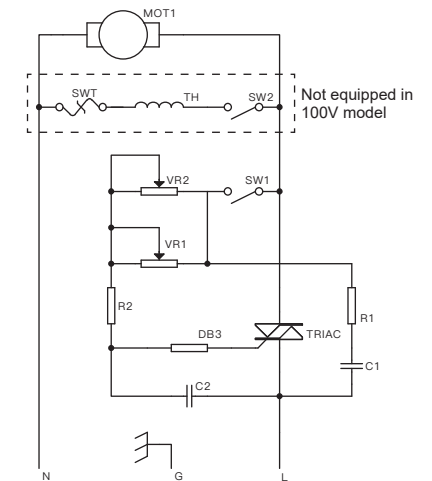 MOT1
SWT
TH
SW2
Not equipped in
100V model
VR2
SW1
VR1
R2
R1
DB3
TRIAC
C1
C2
N
G
L